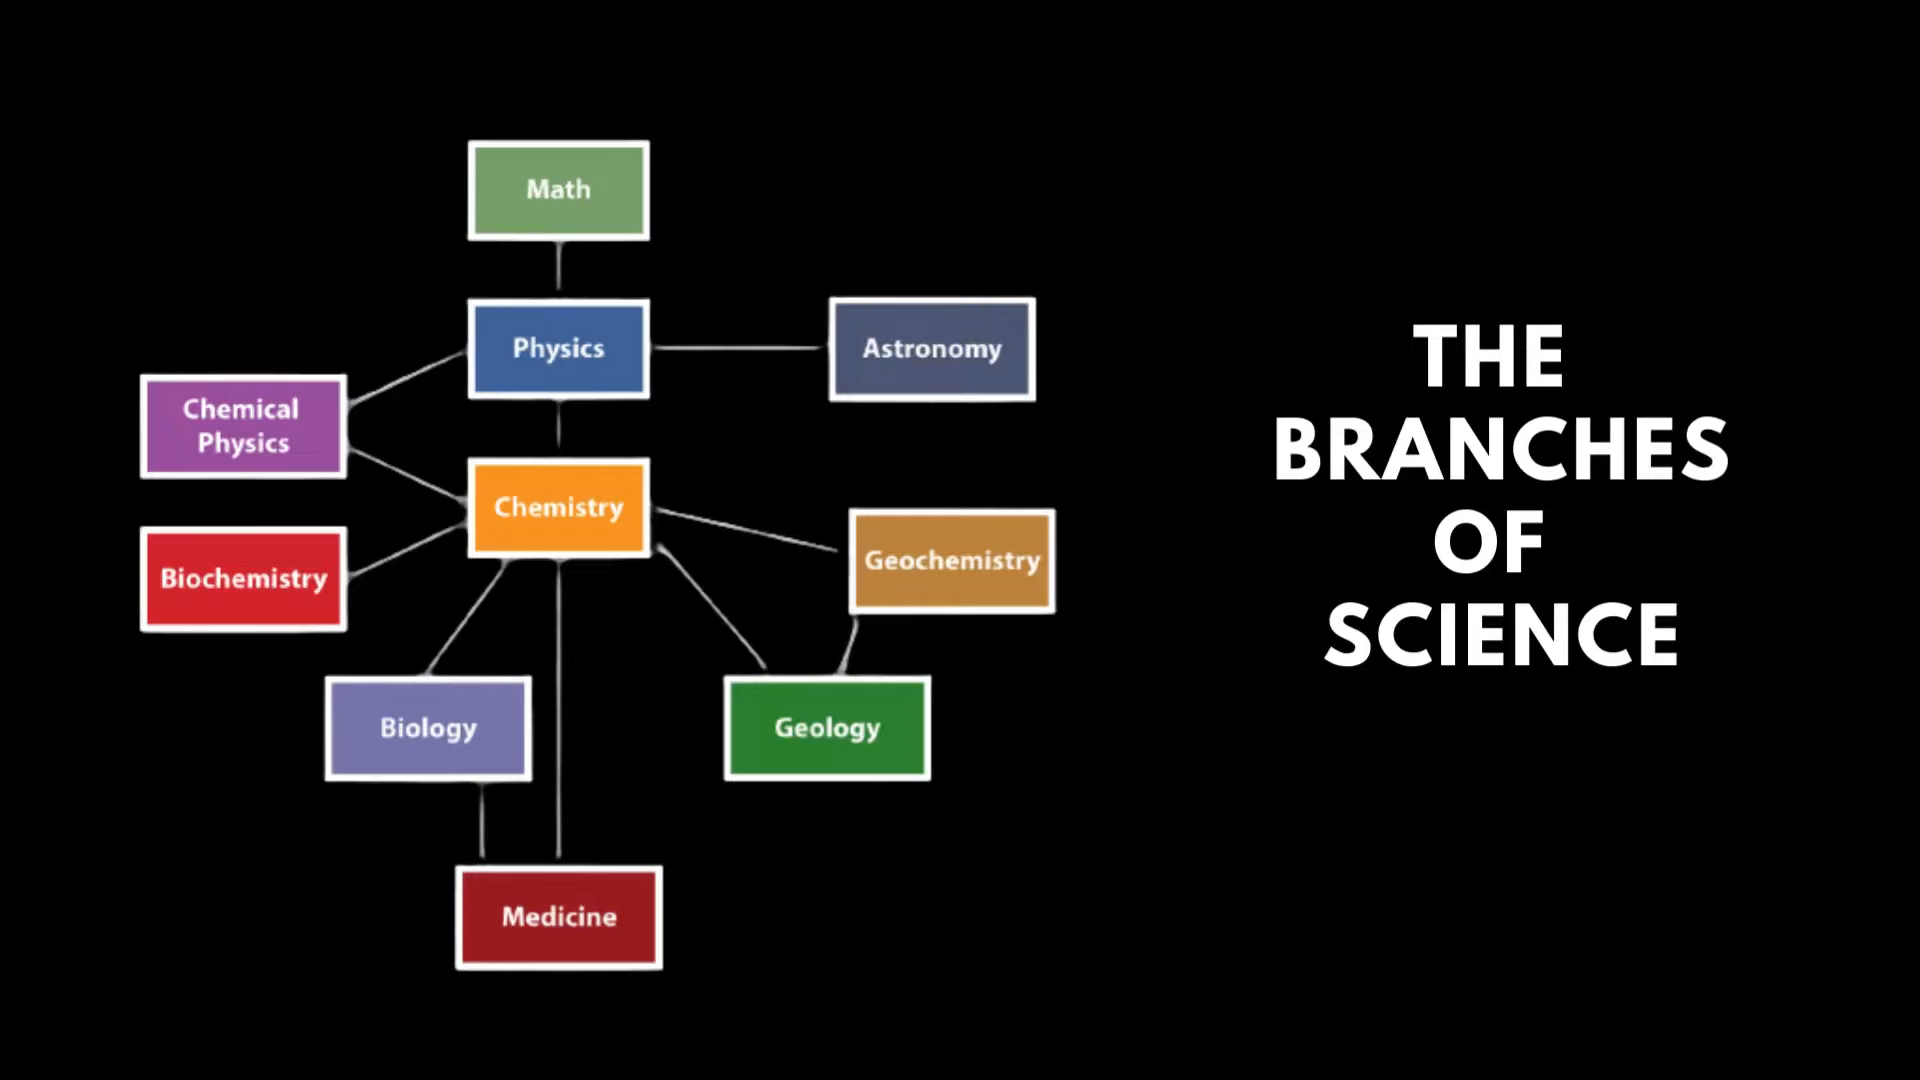 Math
Physics
Astronomy
Chemical
Physics
Chemistry
Geochemistry
Biochemistry
Biology
Geology
Medicine
THE
BRANCHES
OF
SCIENCE